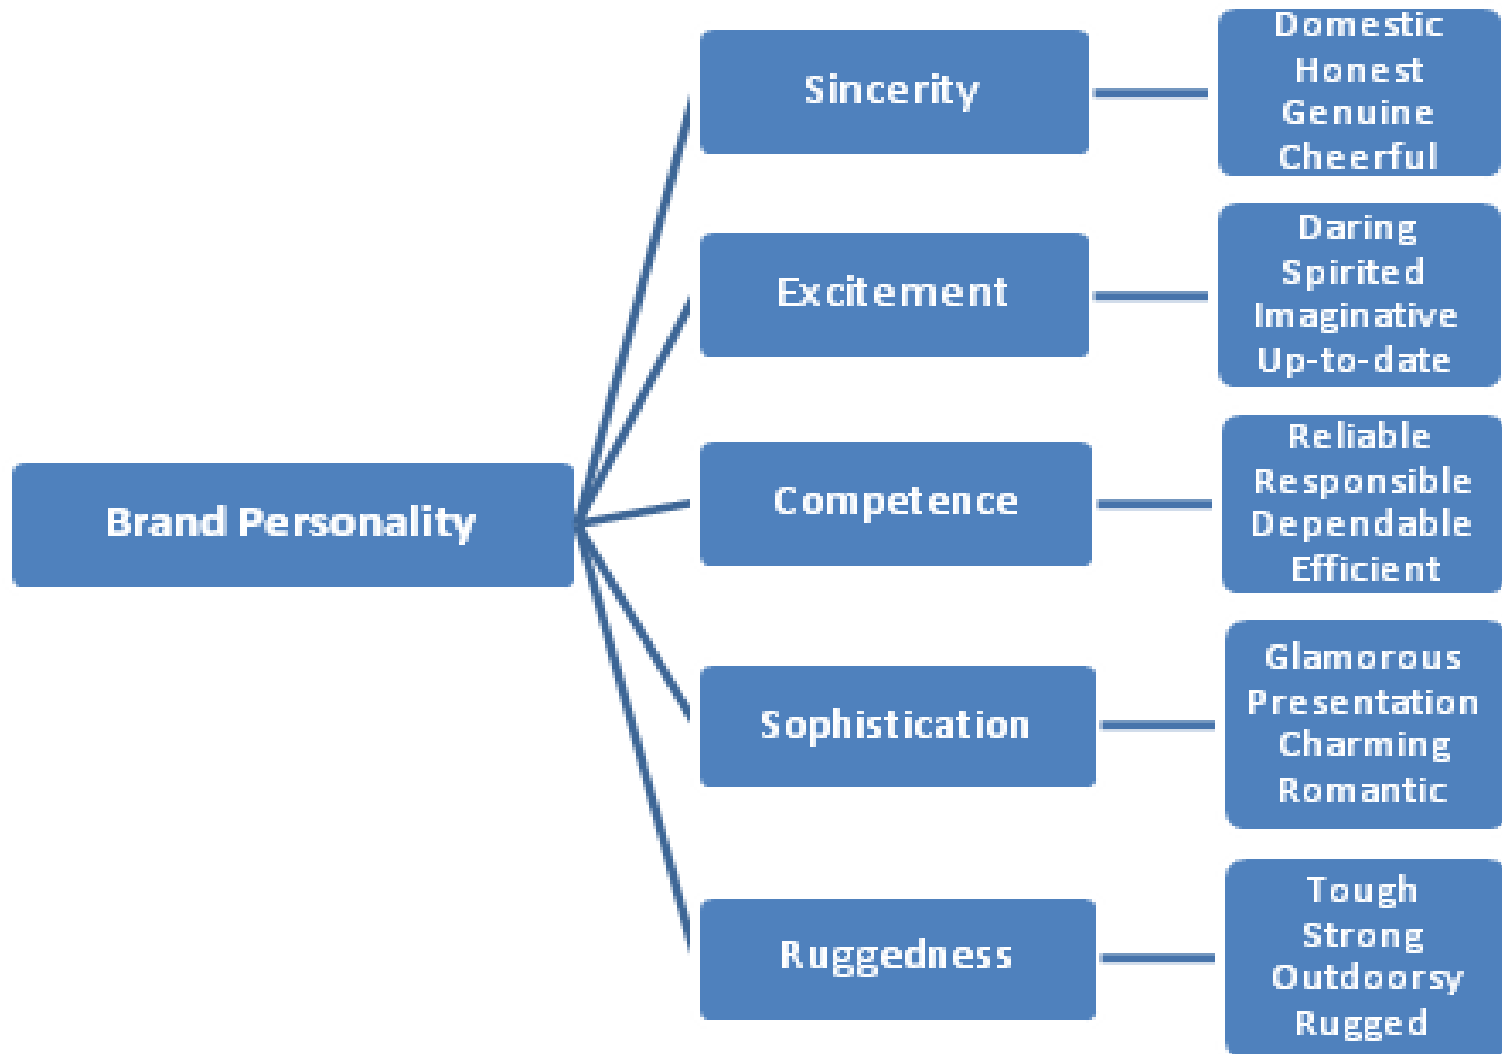 Brand Personality
Sincerity
Domestic
Honest
Genuine
Cheerful
Excitement
Daring
Spirited
Imaginative
Up-to-date
Competence
Reliable
Responsible
Dependable
Efficient
Sophistication
Glamorous
Presentation
Charming
Romantic
Ruggedness
Tough
Strong
Outdoorsy
Rugged